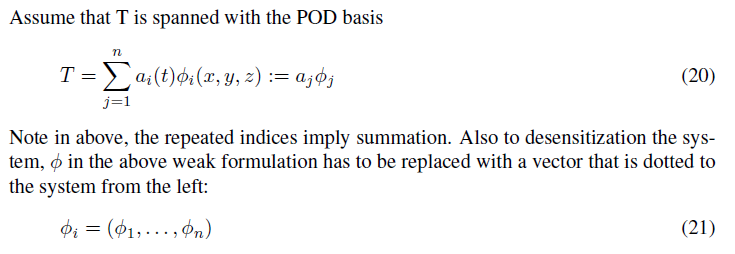 Assume that T is spanned with the POD basis
T = \sum_{j=1}^{n} a_i(t)\phi_i(x, y, z) := a_j\phi_j (20)
Note in above, the repeated indices imply summation. Also to desensitization the sys-
tem, ϕ in the above weak formulation has to be replaced with a vector that is dotted to
the system from the left:
\phi_i = (\phi_1, \ldots, \phi_n) (21)